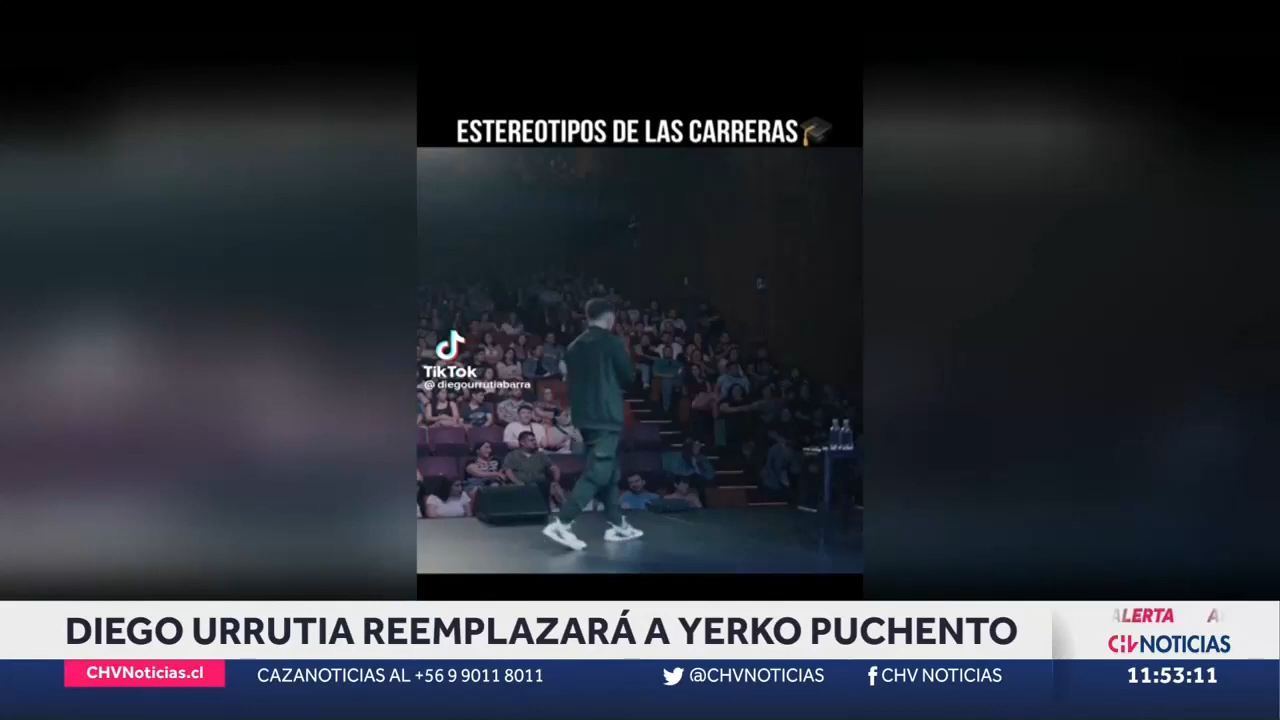 ESTEREOTIPOS DE LAS CARRERAS
TikTok
@diegourrutiabarra
DIEGO URRUTIA REEMPLAZARÁ A YERKO PUCHENTO
ALERTA A
CHV NOTICIAS
CHVNoticias.cl
CAZANOTICIAS AL +56 9 9011 8011
@CHVNOTICIAS
CHV NOTICIAS
11:53:11